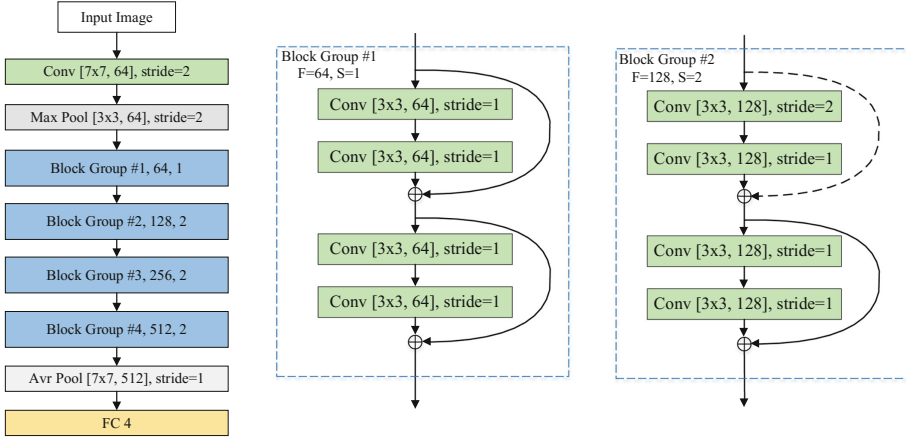 Input Image
Conv [7x7, 64], stride=2
Max Pool [3x3, 64], stride=2
Block Group #1, 64, 1
Block Group #2, 128, 2
Block Group #3, 256, 2
Block Group #4, 512, 2
Avr Pool [7x7, 512], stride=1
FC 4
Block Group #1
F=64, S=1
Conv [3x3, 64], stride=1
Conv [3x3, 64], stride=1
Conv [3x3, 64], stride=1
Conv [3x3, 64], stride=1
Block Group #2
F=128, S=2
Conv [3x3, 128], stride=2
Conv [3x3, 128], stride=1
Conv [3x3, 128], stride=1
Conv [3x3, 128], stride=1